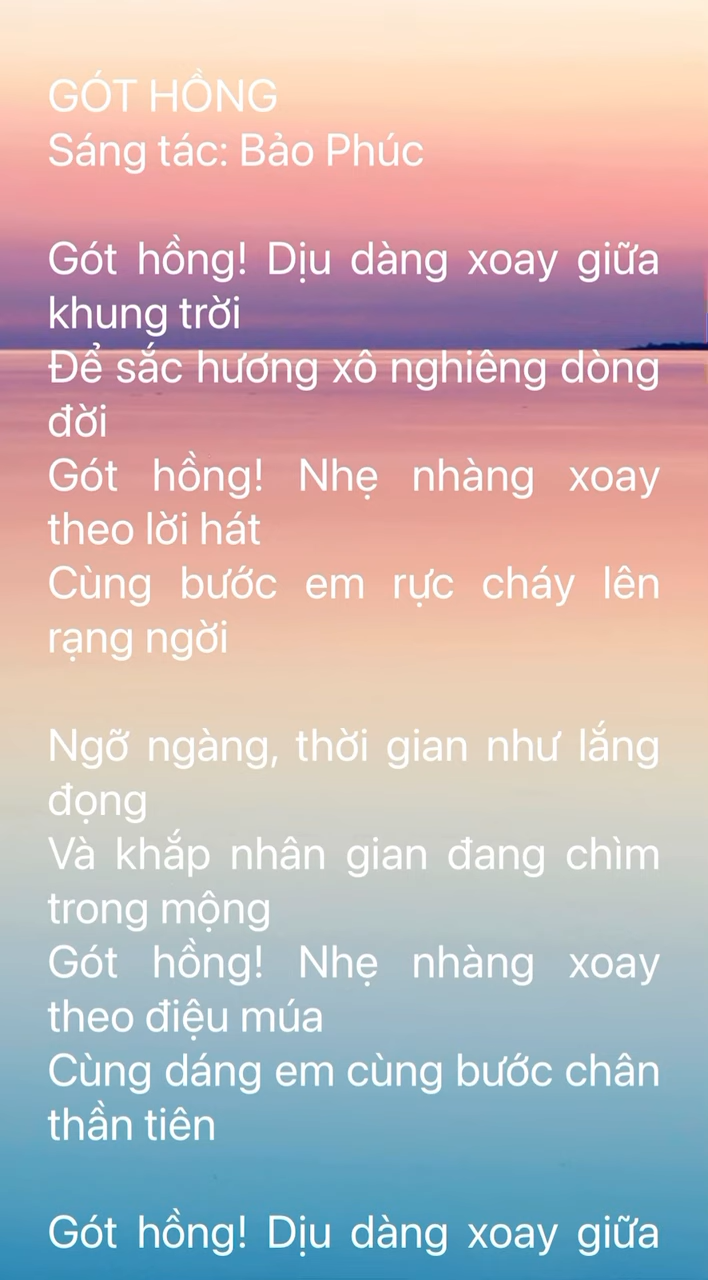 GÓT HỒNG
Sáng tác: Bảo Phúc
Gót hồng! Dịu dàng xoay giữa
khung trời
Để sắc hương xô nghiêng dòng
đời
Gót hồng! Nhẹ nhàng xoay
theo lời hát
Cùng bước em rực cháy lên
rạng ngời
Ngỡ ngàng, thời gian như lắng
đọng
Và khắp nhân gian đang chìm
trong mộng
Gót hồng! Nhẹ nhàng xoay
theo điệu múa
Cùng dáng em cùng bước chân
thần tiên
Gót hồng! Dịu dàng xoay giữa